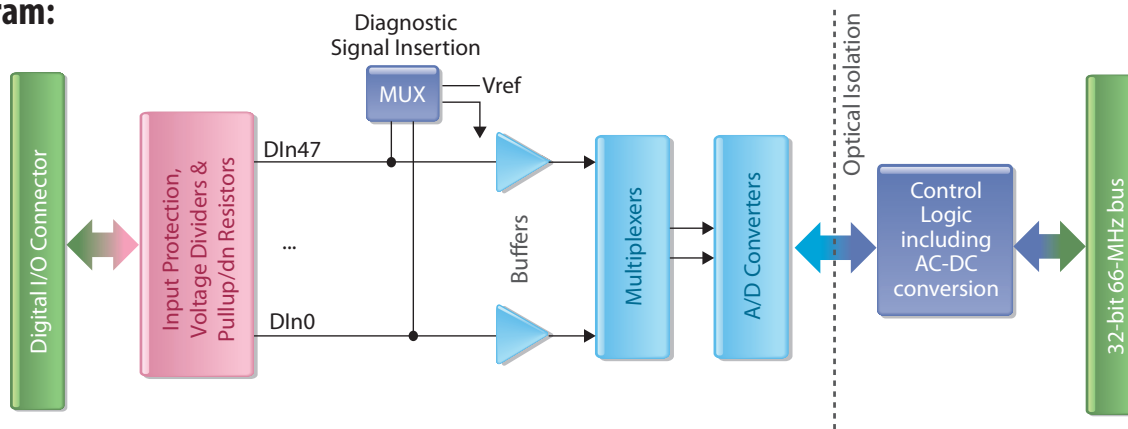 ram:
Diagnostic
Signal Insertion
MUX
Vref
Digital I/O Connector
Input Protection,
Voltage Dividers &
Pullup/dn Resistors
DIn47
...
DIn0
Buffers
Multiplexers
A/D Converters
Optical Isolation
Control
Logic
including
AC-DC
conversion
32-bit 66-MHz bus